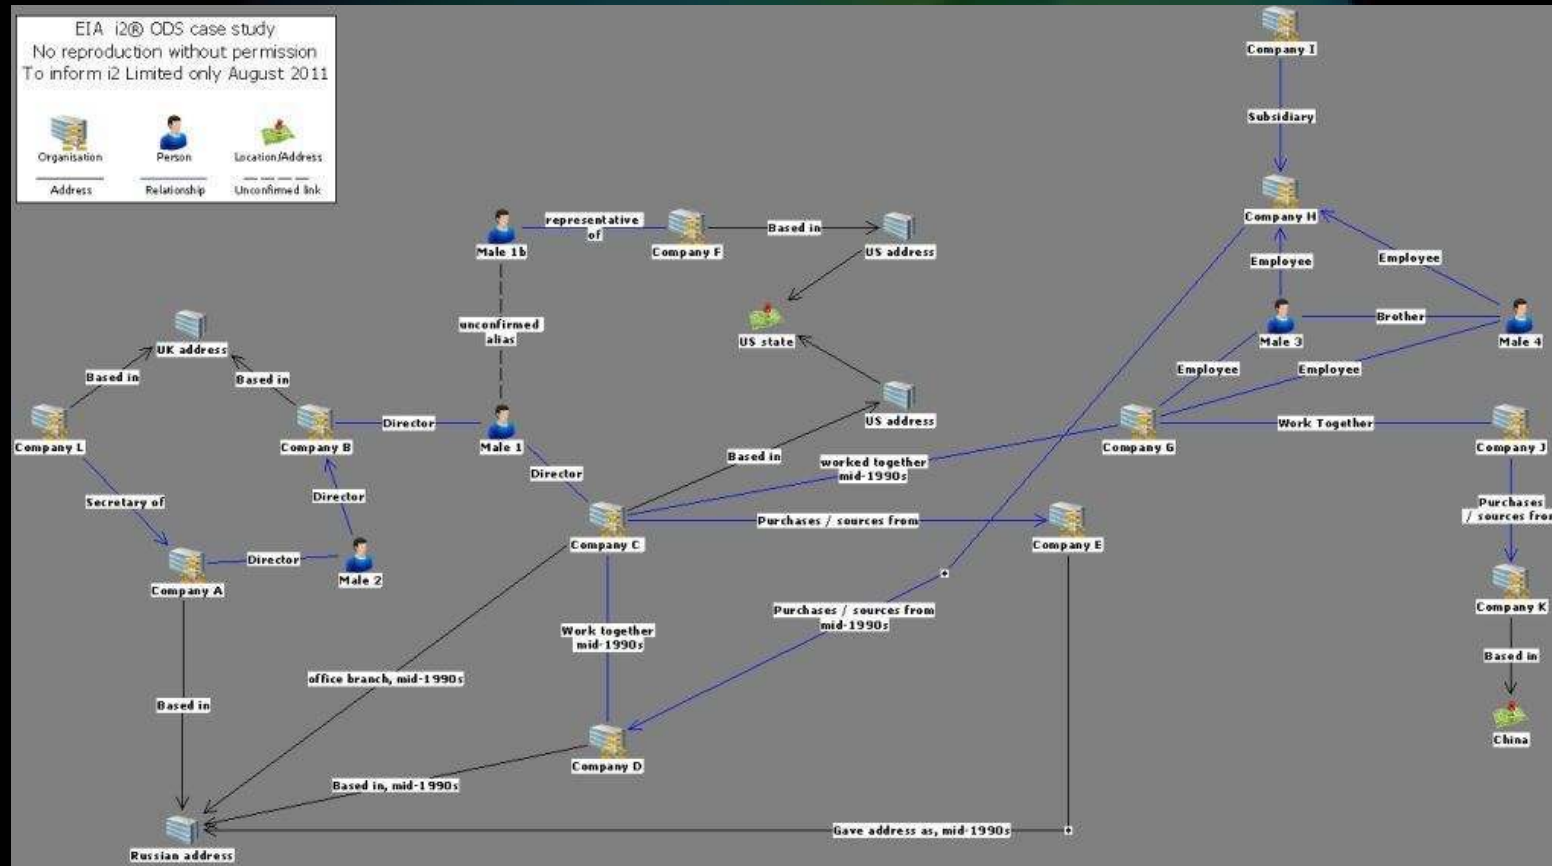 EIA i2® ODS case study
No reproduction without permission
To inform i2 Limited only August 2011
Organisation
Person
Location/Address
Address
Relationship
Unconfirmed link
Company I
Subsidiary
Company H
Male 1b
representative
of
Company F
Based in
US address
Employee
Employee
unconfirmed
alias
US state
Male 3
Brother
Male 4
UK address
Based in
Based in
Employee
Employee
Company L
Company B
Director
Male 1
US address
Company G
Work Together
Company J
Director
Based in
worked together
mid-1990s
Secretary of
Director
Purchases
/ sources from
Company C
Purchases / sources from
Company E
Company A
Director
Male 2
Company K
Purchases / sources from
mid-1990s
Work together
mid-1990s
Based in
office branch, mid-1990s
Based in
China
Company D
Based in, mid-1990s
Gave address as, mid-1990s
Russian address